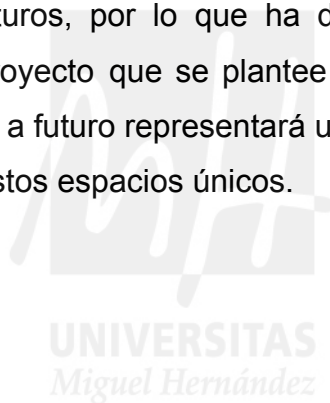 turos, por lo que ha d
oyecto que se plantee
a futuro representará u
stos espacios únicos.
UNIVERSITAS
Miguel Hernández